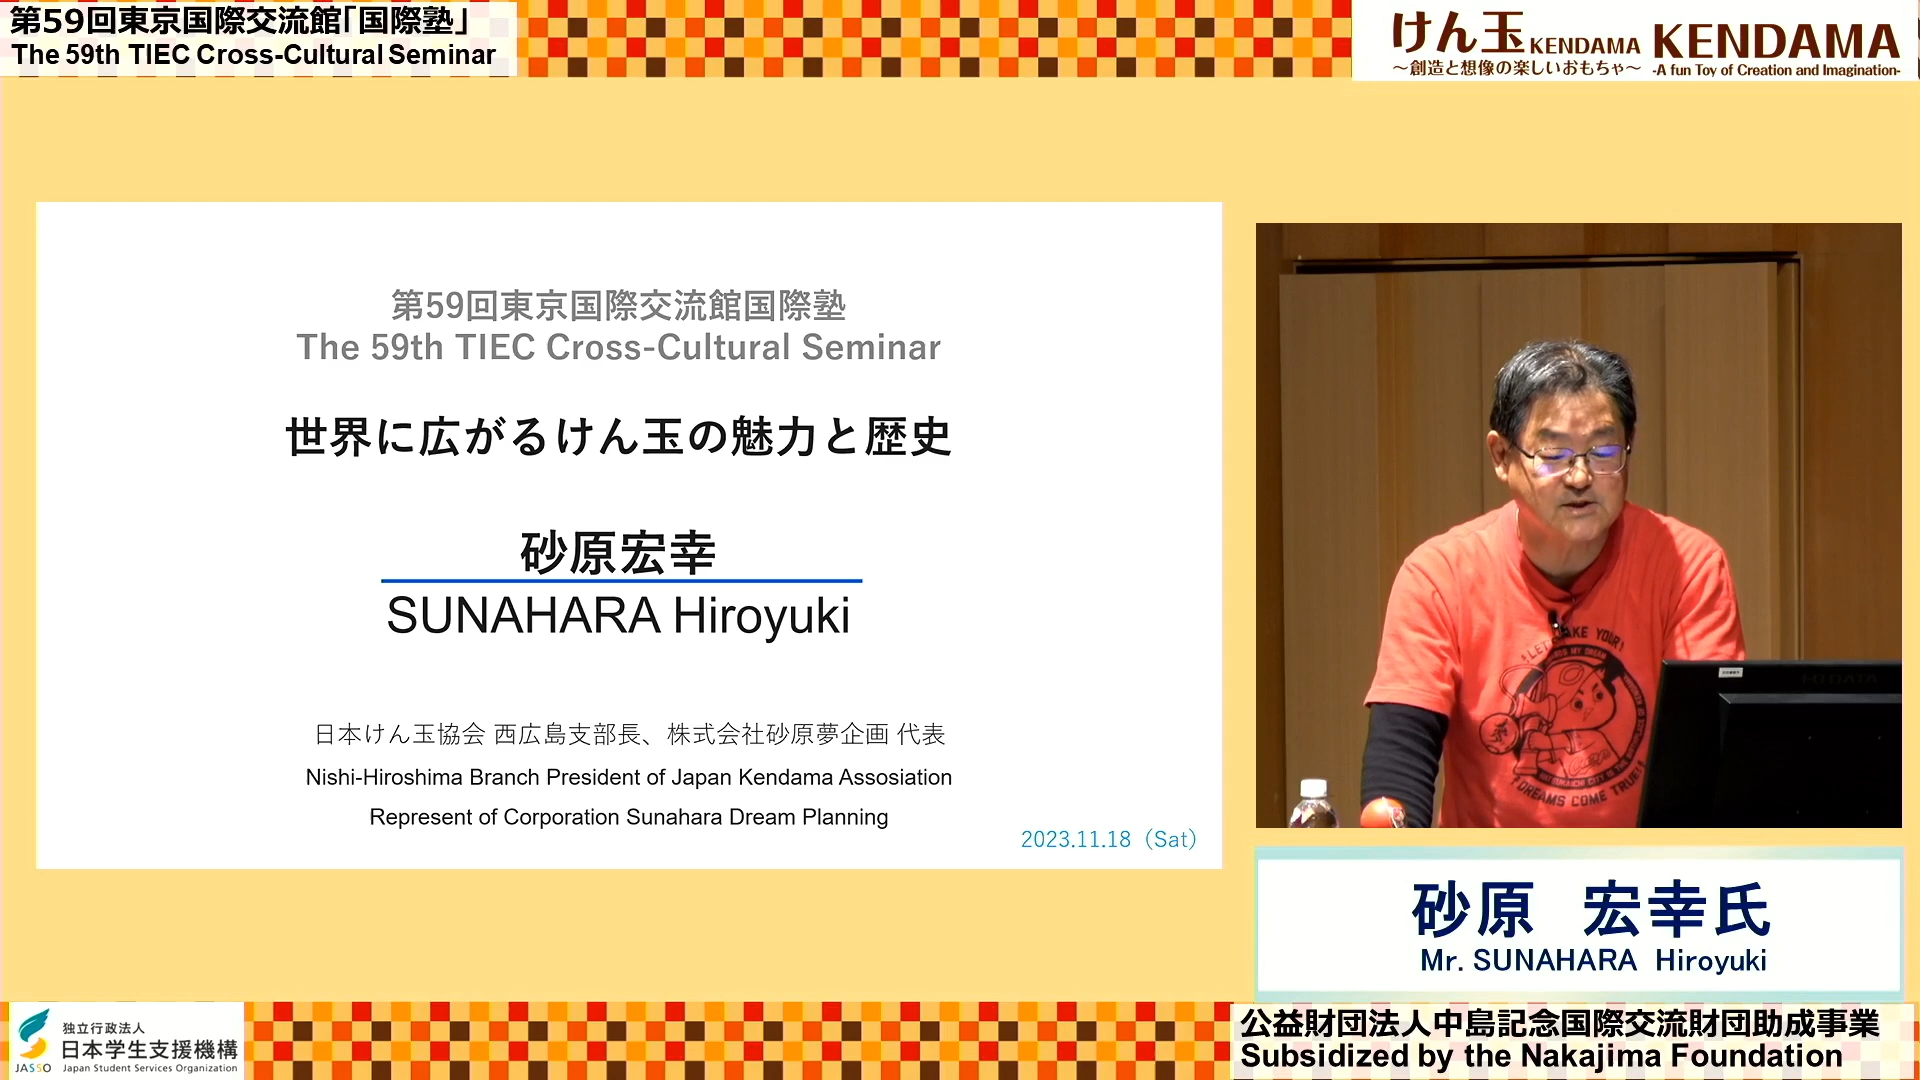 第59回東京国際交流館「国際塾」
The 59th TIEC Cross-Cultural Seminar
けん玉 KENDAMA
～創造と想像の楽しいおもちゃ～
KENDAMA
-A fun Toy of Creation and Imagination-
第59回東京国際交流館国際塾
The 59th TIEC Cross-Cultural Seminar
世界に広がるけん玉の魅力と歴史
砂原宏幸
SUNAHARA Hiroyuki
日本けん玉協会 西広島支部長、株式会社砂原夢企画 代表
Nishi-Hiroshima Branch President of Japan Kendama Assosiation
Represent of Corporation Sunahara Dream Planning
2023.11.18（Sat）
DREAMS COME TRUE!
砂原　宏幸氏
Mr. SUNAHARA Hiroyuki
独立行政法人
日本学生支援機構
JASSO Japan Student Services Organization
公益財団法人中島記念国際交流財団助成事業
Subsidized by the Nakajima Foundation